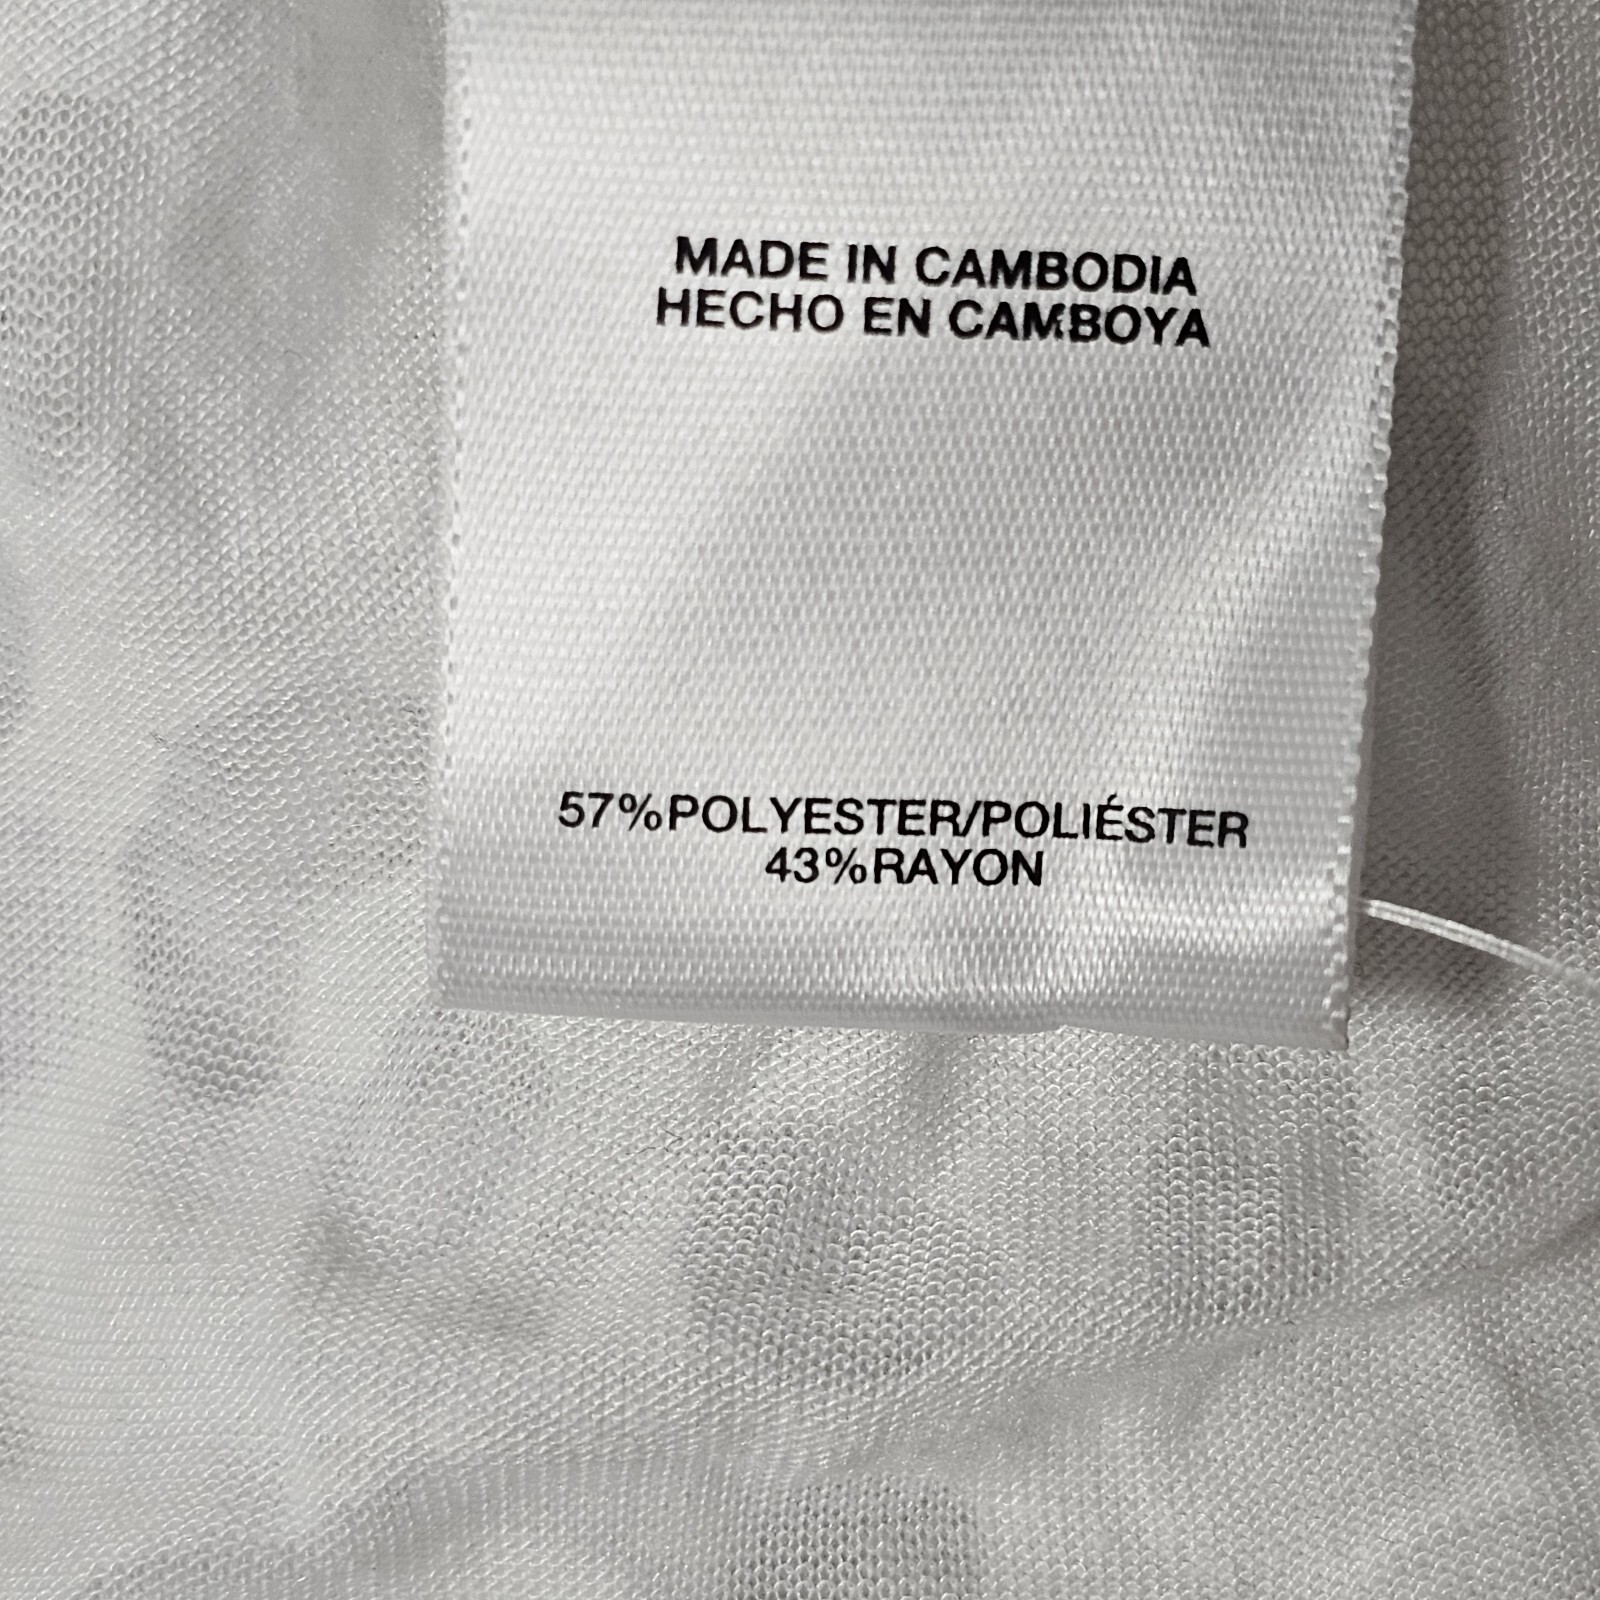 MADE IN CAMBODIA
HECHO EN CAMBOYA
57%POLYESTER/POLIÉSTER
43%RAYON